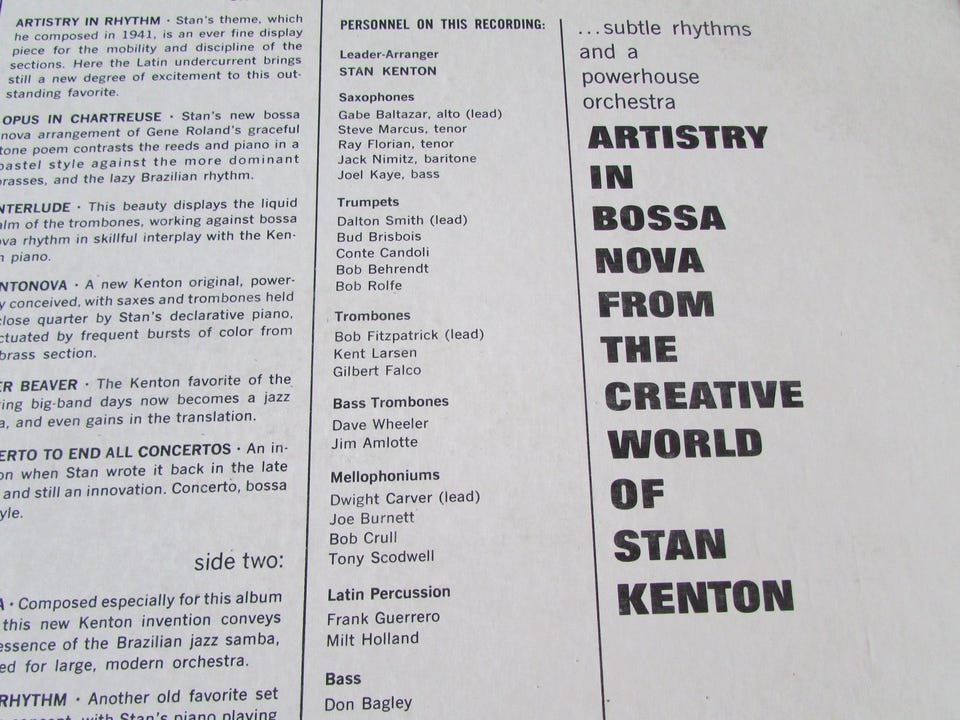 ARTISTRY IN RHYTHM · Stan's theme, which
he composed in 1941, is an ever fine display
piece for the mobility and discipline of the
sections. Here the Latin undercurrent brings
still a new degree of excitement to this out-
standing favorite.
OPUS IN CHARTREUSE · Stan's new bossa
nova arrangement of Gene Roland's graceful
tone poem contrasts the reeds and piano in a
pastel style against the more dominant
brasses, and the lazy Brazilian rhythm.
NTERLUDE · This beauty displays the liquid
alm of the trombones, working against bossa
ova rhythm in skillful interplay with the Ken-
n piano.
NTONOVA · A new Kenton original, power-
y conceived, with saxes and trombones held
close quarter by Stan's declarative piano,
ctuated by frequent bursts of color from
brass section.
ER BEAVER · The Kenton favorite of the
ing big-band days now becomes a jazz
a, and even gains in the translation.
ERTO TO END ALL CONCERTOS · An in-
on when Stan wrote it back in the late
and still an innovation. Concerto, bossa
yle.
side two:
A · Composed especially for this album
this new Kenton invention conveys
essence of the Brazilian jazz samba,
ed for large, modern orchestra.
RHYTHM · Another old favorite set
concept, with Stan's piano playing
PERSONNEL ON THIS RECORDING:
Leader-Arranger
STAN KENTON
Saxophones
Gabe Baltazar, alto (lead)
Steve Marcus, tenor
Ray Florian, tenor
Jack Nimitz, baritone
Joel Kaye, bass
Trumpets
Dalton Smith (lead)
Bud Brisbois
Conte Candoli
Bob Behrendt
Bob Rolfe
Trombones
Bob Fitzpatrick (lead)
Kent Larsen
Gilbert Falco
Bass Trombones
Dave Wheeler
Jim Amlotte
Mellophoniums
Dwight Carver (lead)
Joe Burnett
Bob Crull
Tony Scodwell
Latin Percussion
Frank Guerrero
Milt Holland
Bass
Don Bagley
...subtle rhythms
and a
powerhouse
orchestra
ARTISTRY
IN
BOSSA
NOVA
FROM
THE
CREATIVE
WORLD
OF
STAN
KENTON